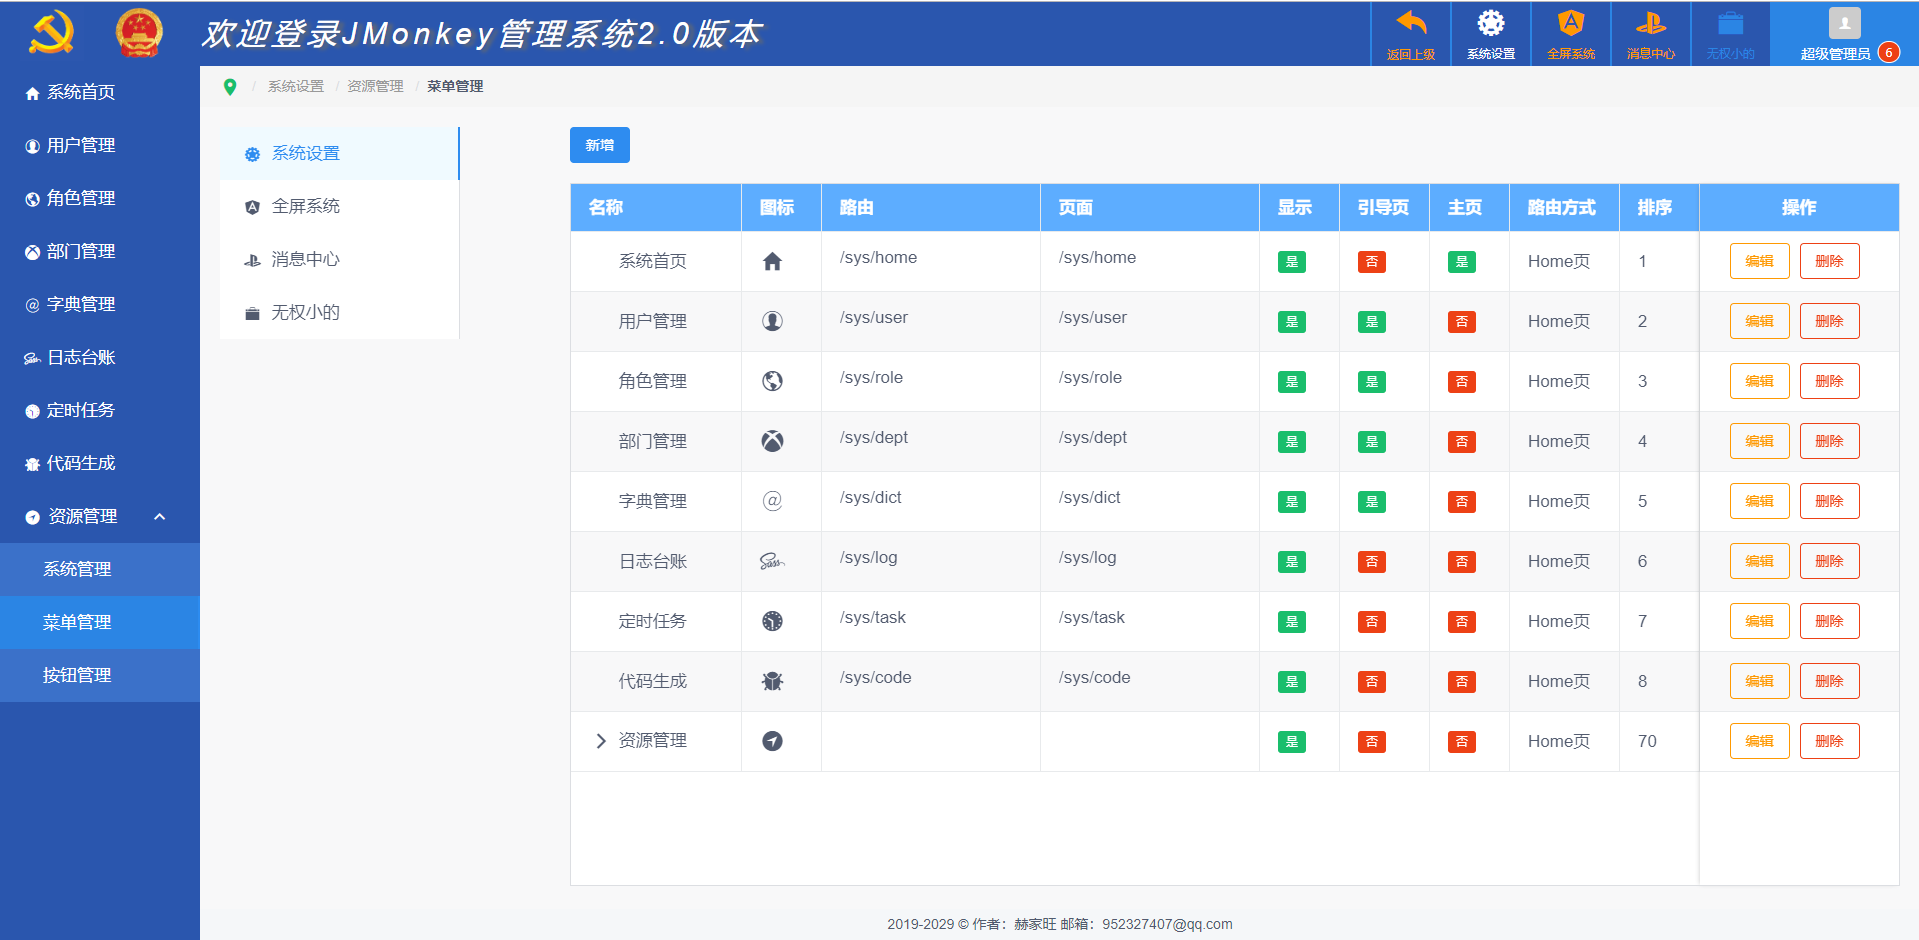 欢迎登录JMonkey管理系统2.0版本
返回上级
系统设置
全屏系统
消息中心
无权小的
超级管理员 6
系统首页
用户管理
角色管理
部门管理
字典管理
日志台账
定时任务
代码生成
资源管理
系统管理
菜单管理
按钮管理
/ 系统设置 / 资源管理 / 菜单管理
系统设置
全屏系统
消息中心
无权小的
新增
名称 图标 路由 页面 显示 引导页 主页 路由方式 排序 操作
系统首页 /sys/home /sys/home 是 否 是 Home页 1 编辑 删除
用户管理 /sys/user /sys/user 是 是 否 Home页 2 编辑 删除
角色管理 /sys/role /sys/role 是 是 否 Home页 3 编辑 删除
部门管理 /sys/dept /sys/dept 是 是 否 Home页 4 编辑 删除
字典管理 /sys/dict /sys/dict 是 是 否 Home页 5 编辑 删除
日志台账 /sys/log /sys/log 是 否 否 Home页 6 编辑 删除
定时任务 /sys/task /sys/task 是 否 否 Home页 7 编辑 删除
代码生成 /sys/code /sys/code 是 否 否 Home页 8 编辑 删除
资源管理 是 否 否 Home页 70 编辑 删除
2019-2029 © 作者：赫家旺 邮箱：952327407@qq.com